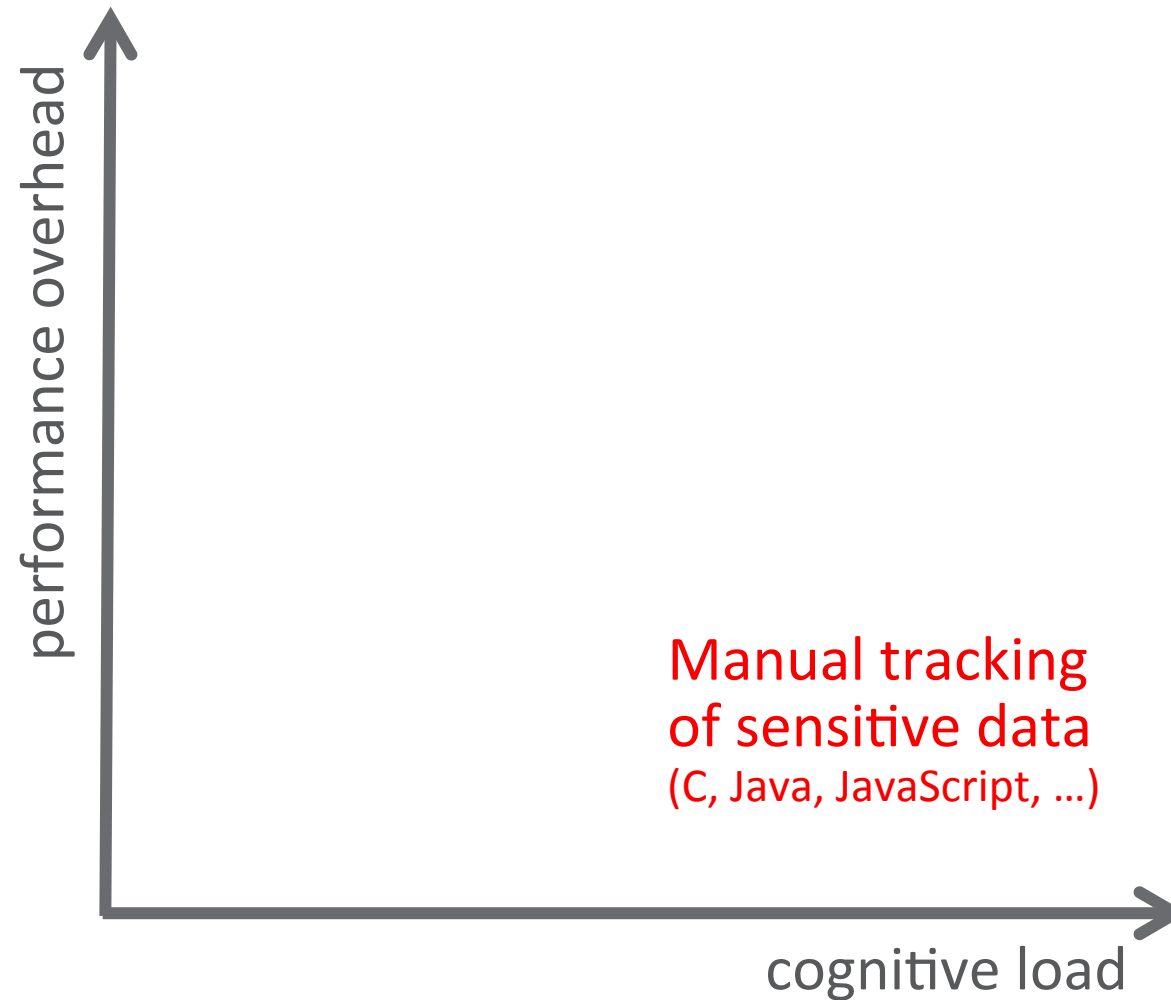 performance overhead
Manual tracking
of sensitive data
(C, Java, JavaScript, …)
cognitive load